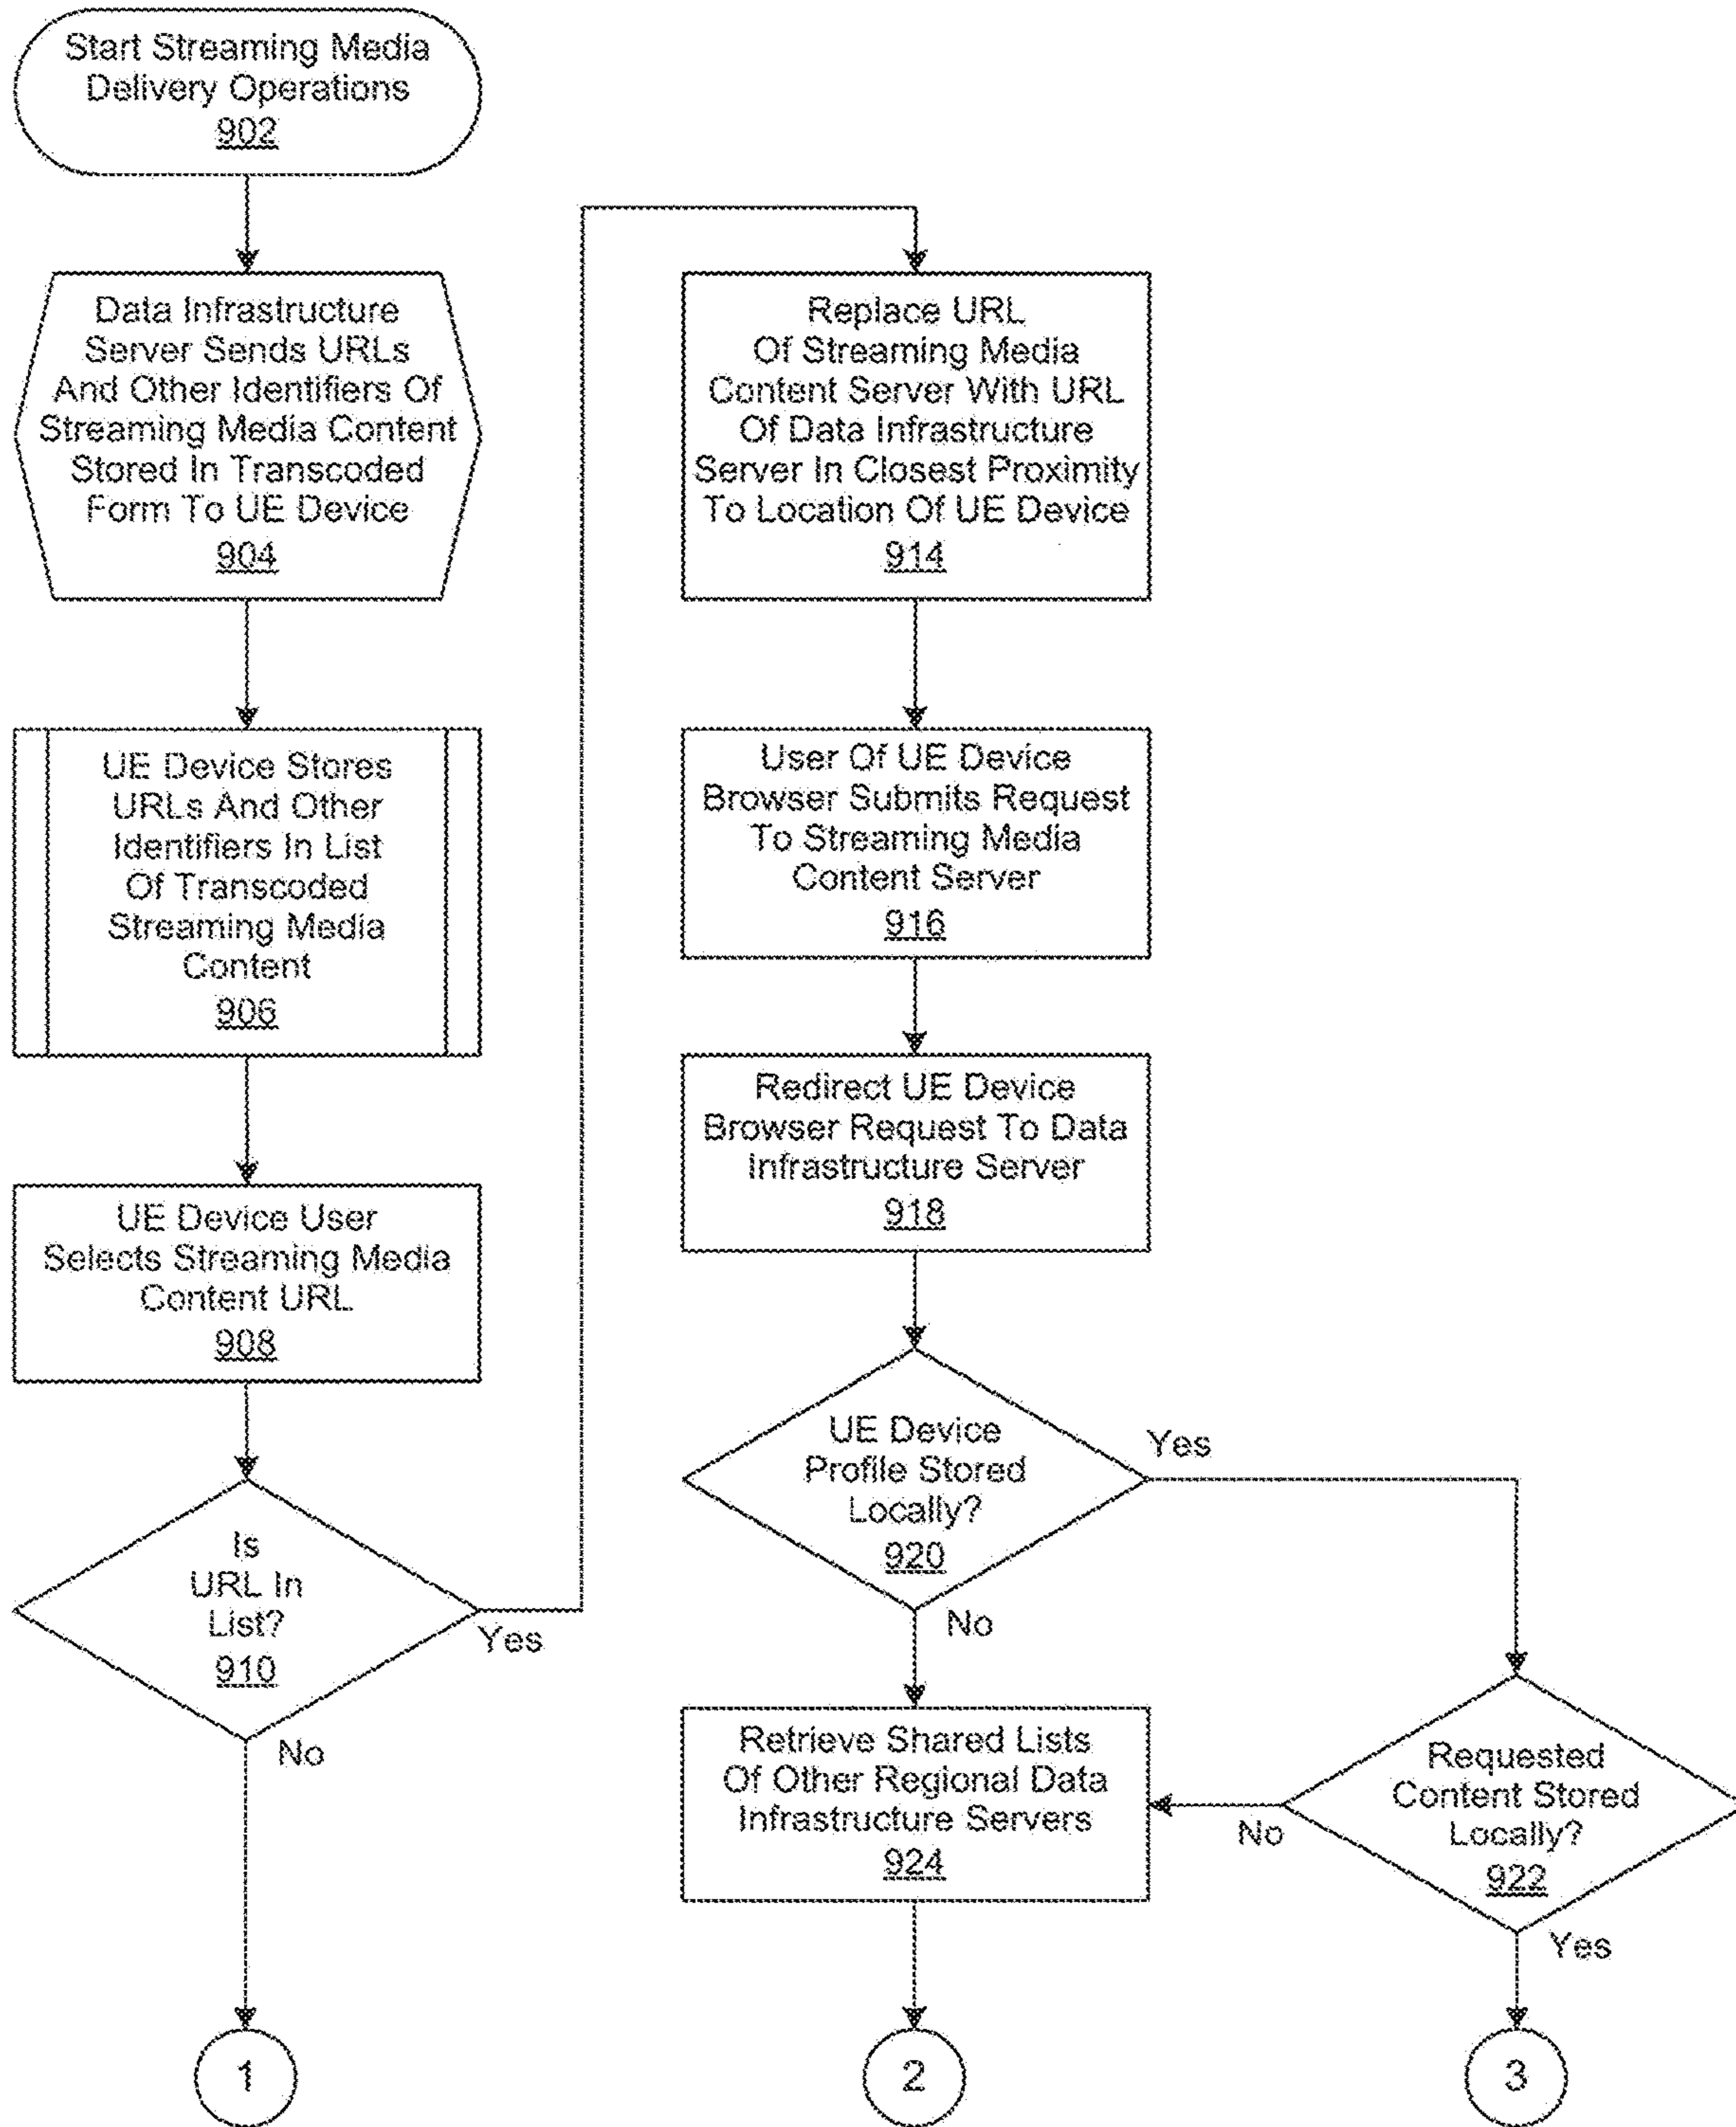 Start Streaming Media
Delivery Operations
902
Data Infrastructure
Server Sends URLs
And Other Identifiers Of
Streaming Media Content
Stored In Transcoded
Form To UE Device
904
UE Device Stores
URLs And Other
Identifiers In List
Of Transcoded
Streaming Media
Content
906
UE Device User
Selects Streaming Media
Content URL
908
Is
URL In
List?
910
Yes
No
1
Replace URL
Of Streaming Media
Content Server With URL
Of Data Infrastructure
Server In Closest Proximity
To Location Of UE Device
914
User Of UE Device
Browser Submits Request
To Streaming Media
Content Server
916
Redirect UE Device
Browser Request To Data
Infrastructure Server
918
UE Device
Profile Stored
Locally?
920
Yes
No
Retrieve Shared Lists
Of Other Regional Data
Infrastructure Servers
924
2
Requested
Content Stored
Locally?
922
No
Yes
3